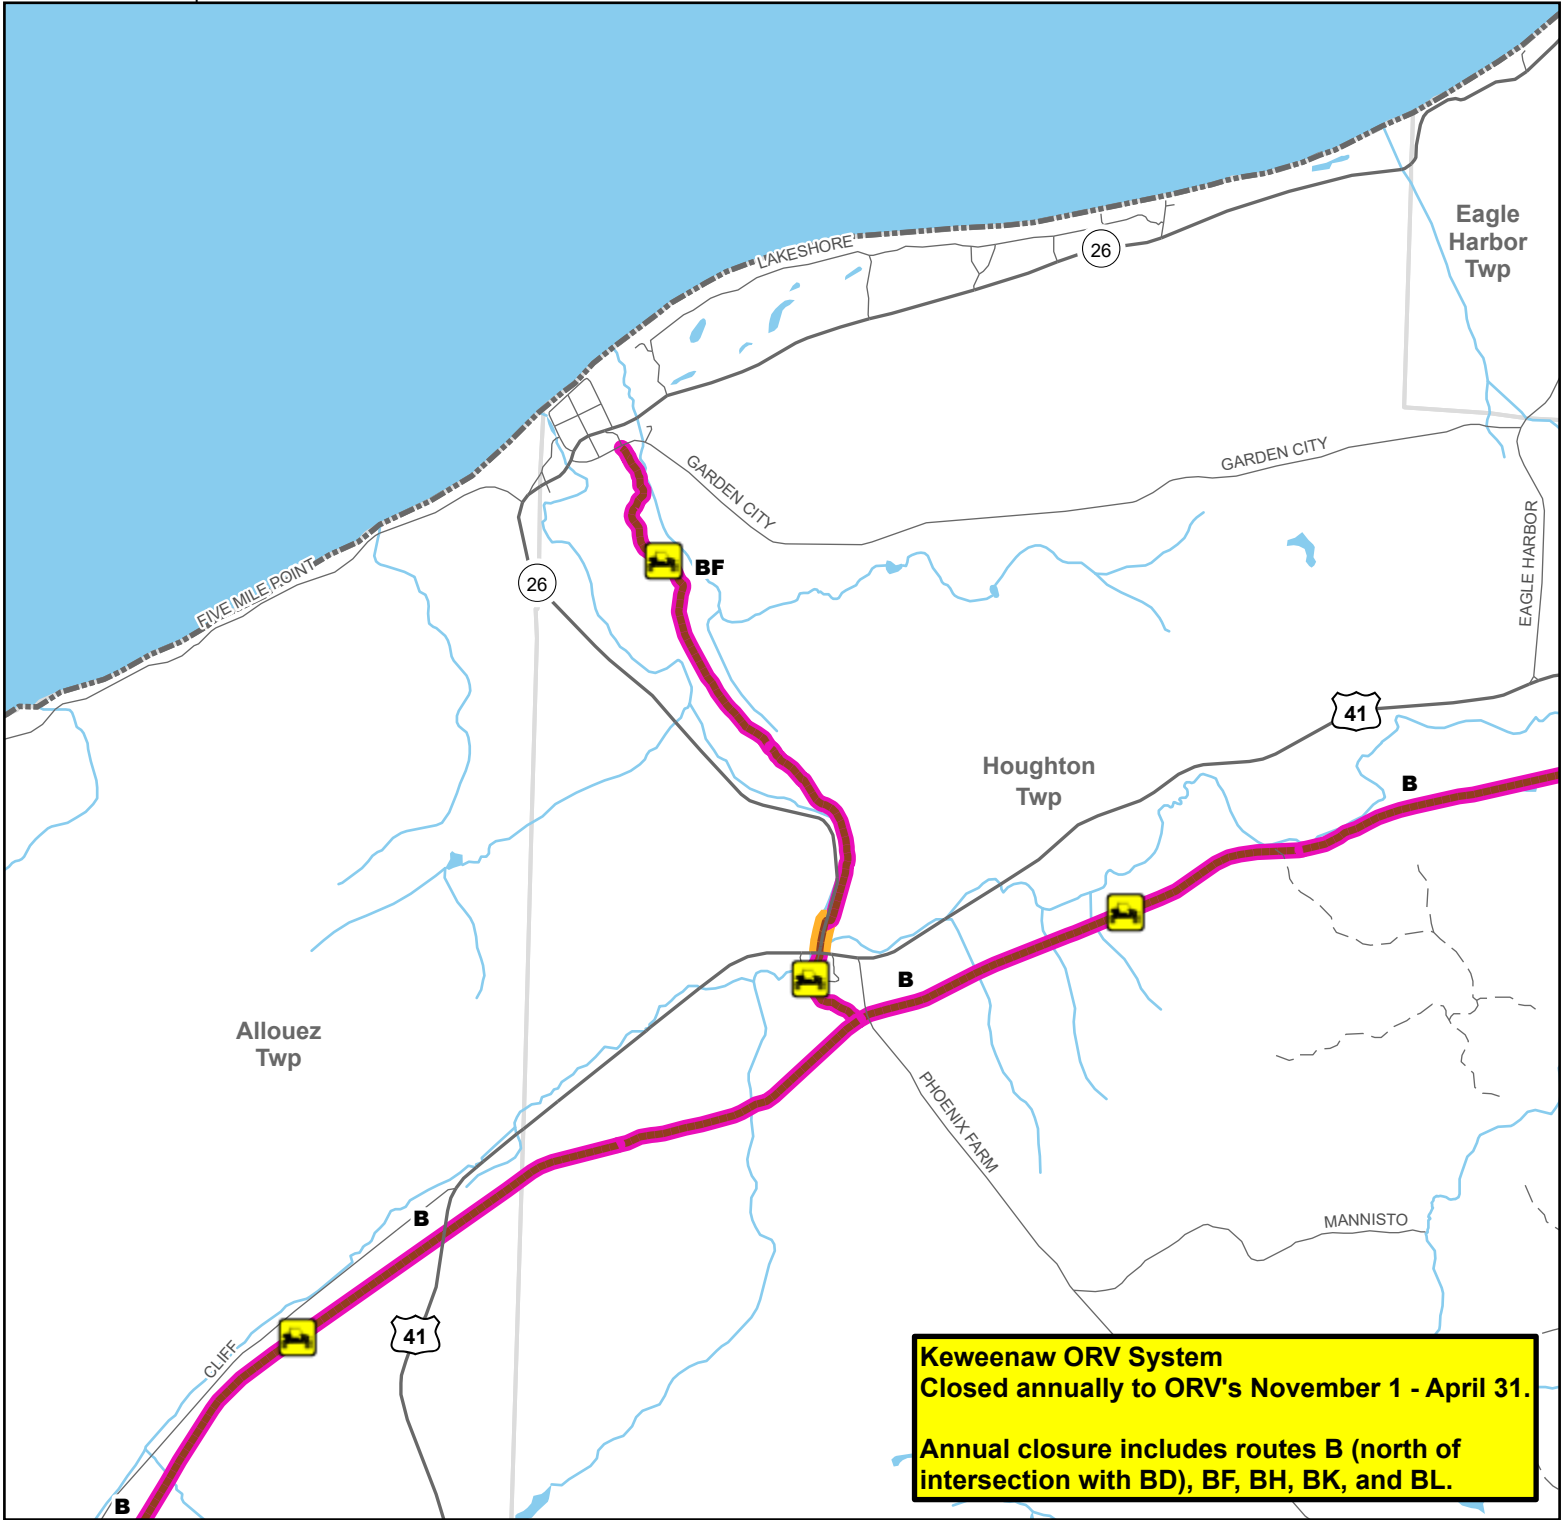 Eagle
Harbor
Twp
LAKESHORE
26
GARDEN CITY
GARDEN CITY
EAGLE HARBOR
BF
26
FIVE MILE POINT
41
Houghton
Twp
B
B
Allouez
Twp
PHOENIX FARM
MANNISTO
B
41
CLIFF
B
Keweenaw ORV System
Closed annually to ORV's November 1 - April 31.
Annual closure includes routes B (north of
intersection with BD), BF, BH, BK, and BL.